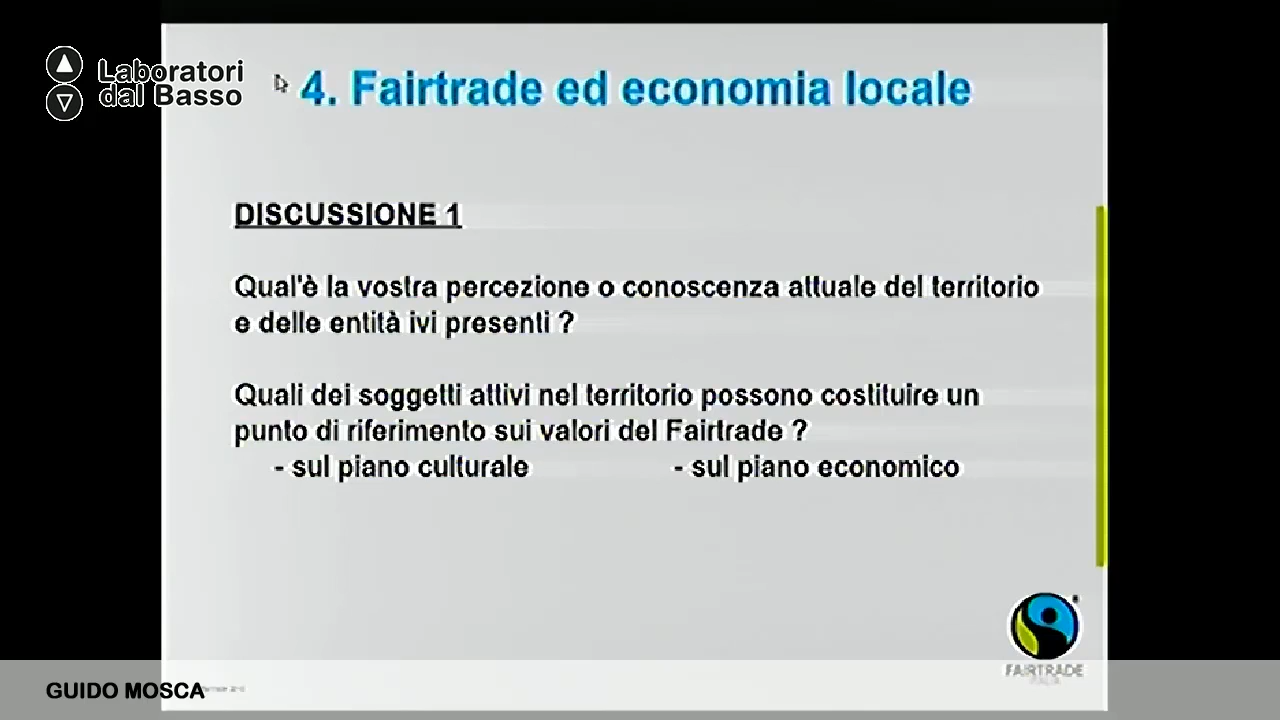 Laboratori
dal Basso
4. Fairtrade ed economia locale
DISCUSSIONE 1
Qual'è la vostra percezione o conoscenza attuale del territorio
e delle entità ivi presenti ?
Quali dei soggetti attivi nel territorio possono costituire un
punto di riferimento sui valori del Fairtrade ?
- sul piano culturale - sul piano economico
FAIRTRADE
GUIDO MOSCA